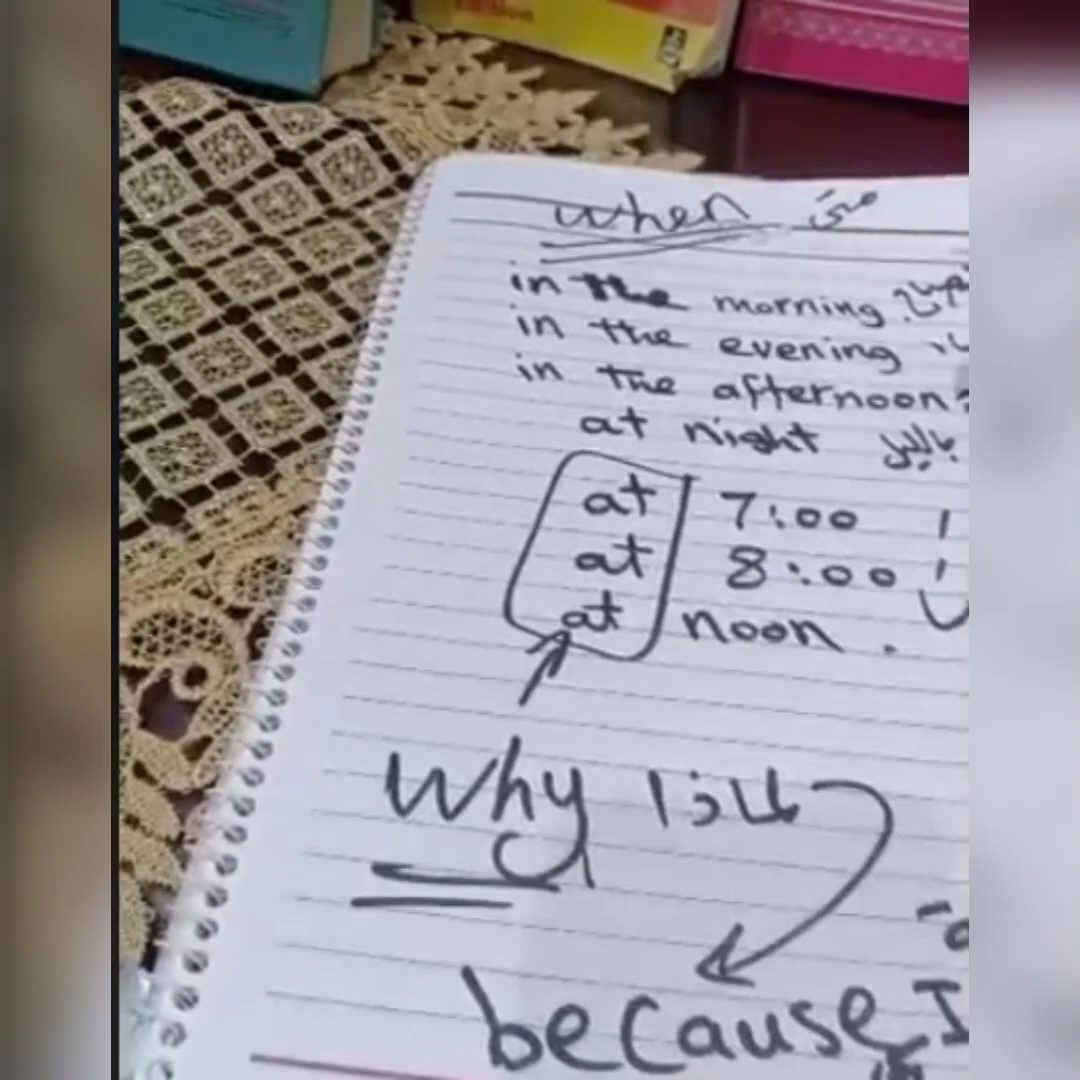 when متى
in the morning
in the evening
in the afternoon
at night بالليل
at 7:00
at 8:00
at noon.
Why لماذا
because I